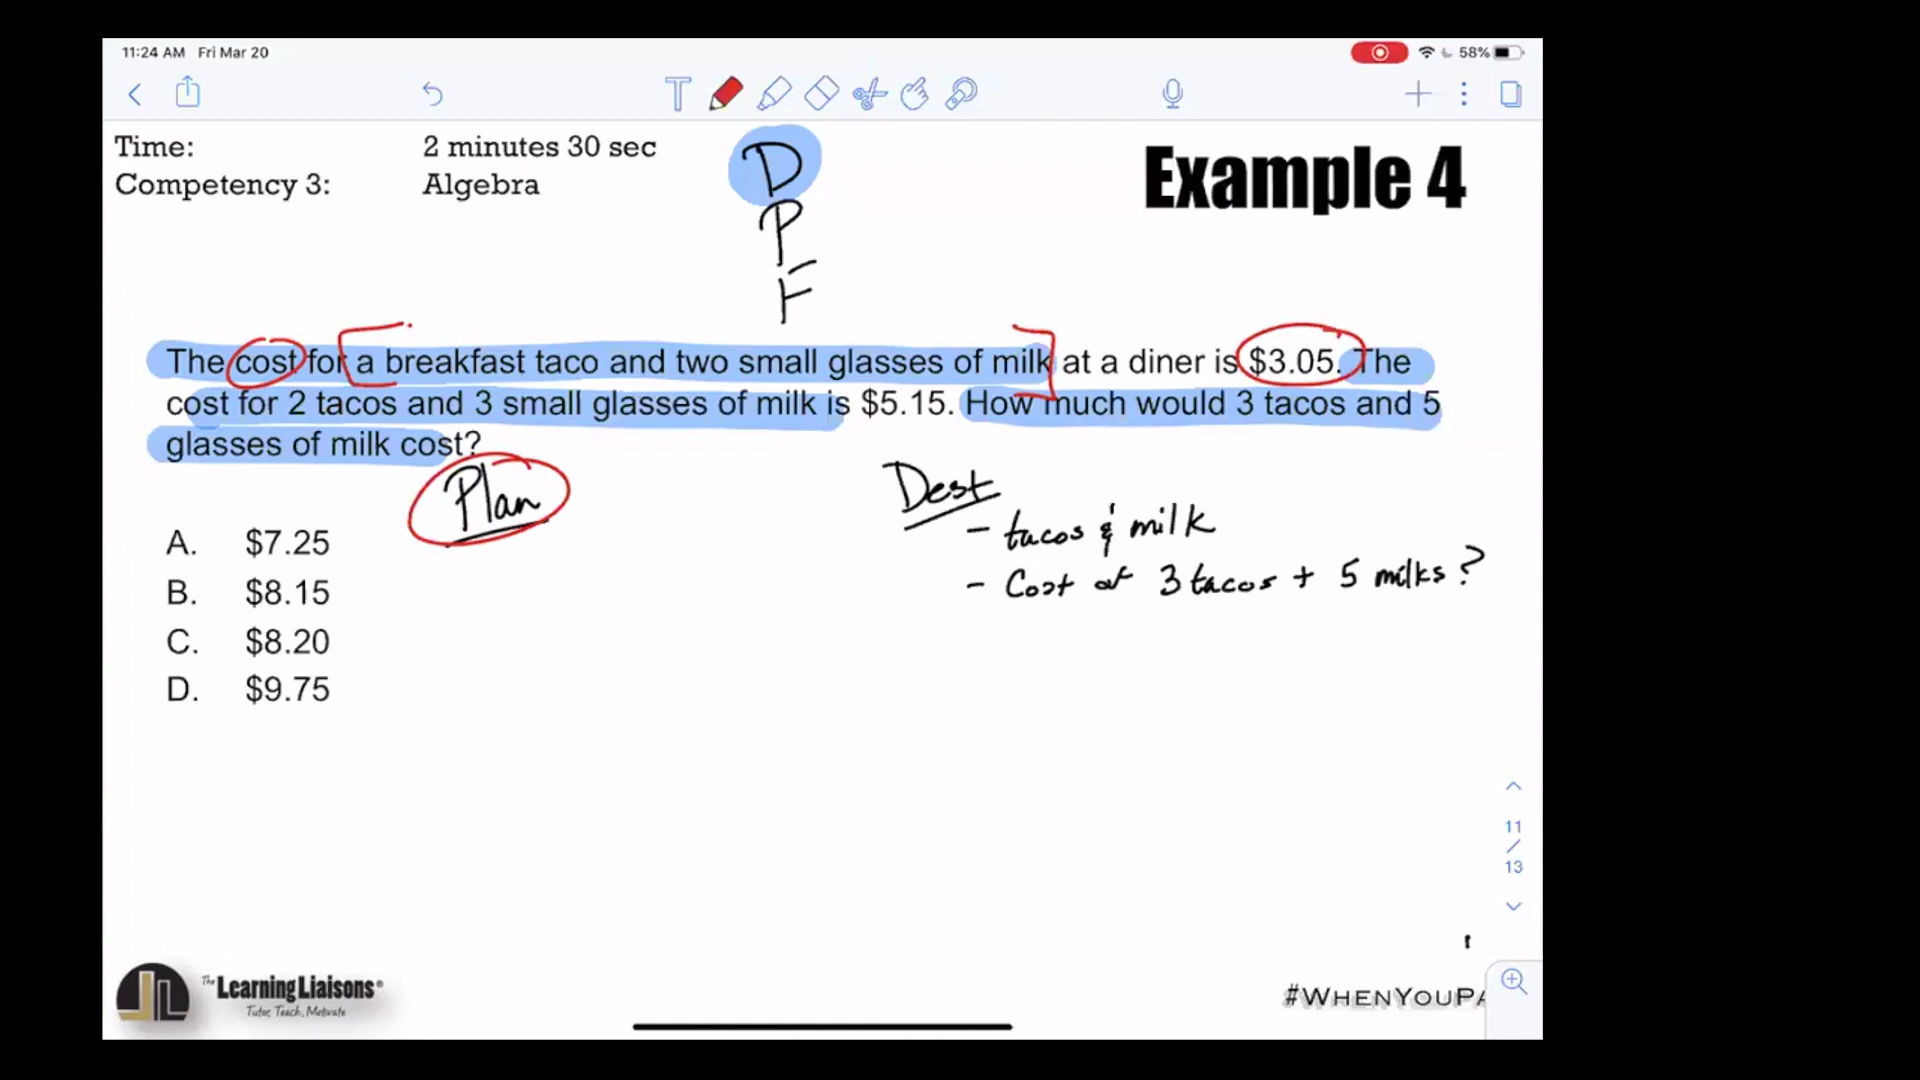 11:24 AM Fri Mar 20
58%
T
Time: 2 minutes 30 sec
Competency 3: Algebra
Example 4
D
P
F
The cost for a breakfast taco and two small glasses of milk at a diner is $3.05. The
cost for 2 tacos and 3 small glasses of milk is $5.15. How much would 3 tacos and 5
glasses of milk cost?
Plan
Dest
- tacos & milk
- Cost of 3 tacos + 5 milks?
A. $7.25
B. $8.15
C. $8.20
D. $9.75
11
/
13
The Learning Liaisons®
Tutor, Teach, Motivate
#WHENYOUPA